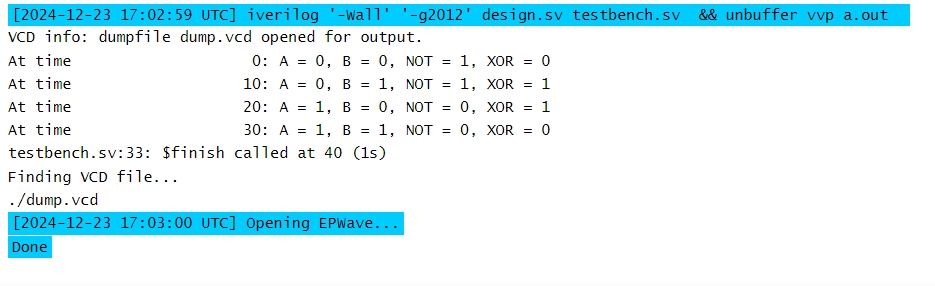 [2024-12-23 17:02:59 UTC] iverilog '-Wall' '-g2012' design.sv testbench.sv  && unbuffer vvp a.out
VCD info: dumpfile dump.vcd opened for output.
At time                    0: A = 0, B = 0, NOT = 1, XOR = 0
At time                   10: A = 0, B = 1, NOT = 1, XOR = 1
At time                   20: A = 1, B = 0, NOT = 0, XOR = 1
At time                   30: A = 1, B = 1, NOT = 0, XOR = 0
testbench.sv:33: $finish called at 40 (1s)
Finding VCD file...
./dump.vcd
[2024-12-23 17:03:00 UTC] Opening EPWave...
Done